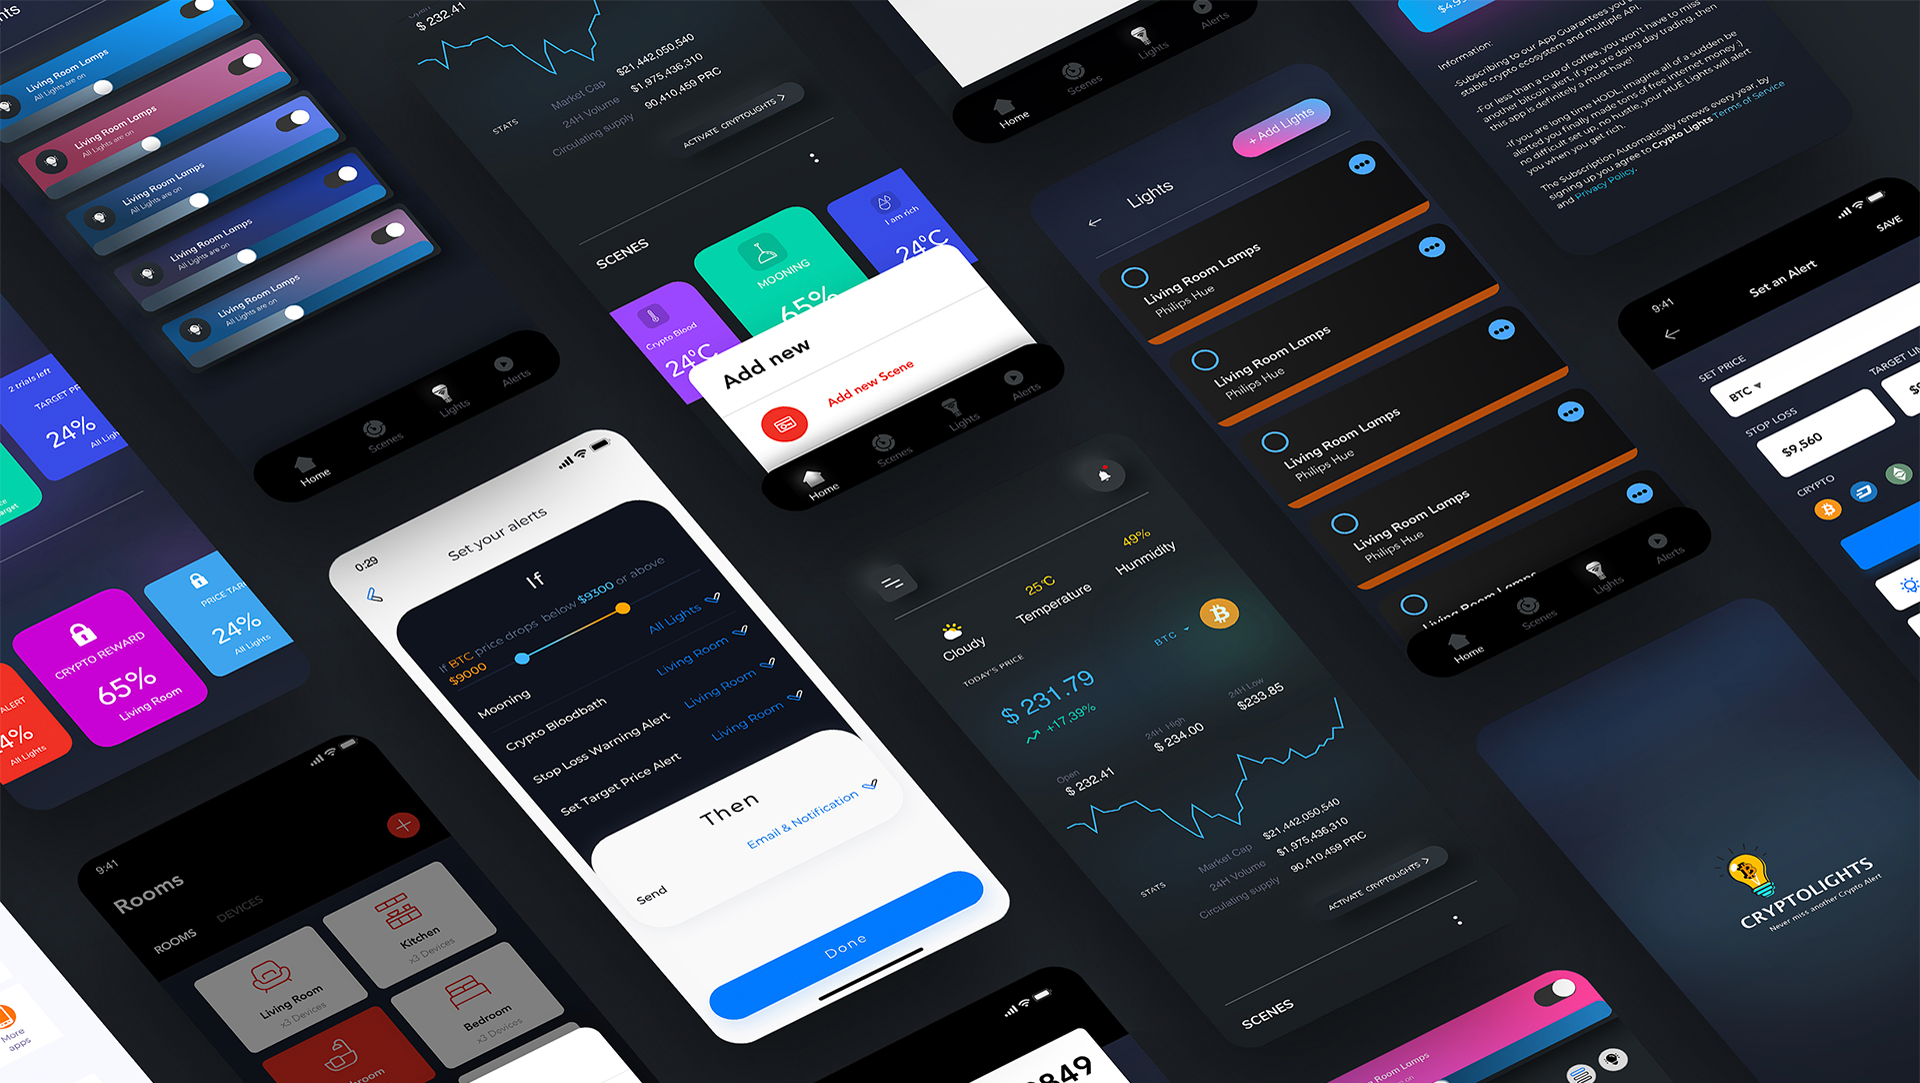 Living Room Lamps
All Lights are on
Living Room Lamps
All Lights are on
Living Room Lamps
All Lights are on
Living Room Lamps
All Lights are on
Living Room Lamps
All Lights are on
Home
Scenes
Lights
Alerts
2 trials left
24%
CRYPTO REWARD
65%
Living Room
24%
All Lights
ALERT
All Lights
9:41
Rooms
ROOMS
DEVICES
Living Room
x3 Devices
Kitchen
x3 Devices
Bedroom
x3 Devices
More
apps
Open
$ 232.41
STATS
Market Cap
$21,442,050,540
24H Volume
$1,975,436,310
Circulating supply
90,410,459 PRC
ACTIVATE CRYPTOLIGHTS >
SCENES
Crypto Blood
24°C
MOONING
65%
I am rich
24°C
Add new
Add new Scene
Home
Scenes
Lights
Alerts
0:29
Set your alerts
If
If BTC price drops below $9300 or above
$9000
Mooning
All Lights
Crypto Bloodbath
Living Room
Stop Loss Warning Alert
Living Room
Set Target Price Alert
Living Room
Then
Send
Email & Notification
Done
Home
Scenes
Lights
Alerts
Cloudy
25°C
Temperature
49%
Hunmidity
TODAY'S PRICE
BTC
$ 231.79
+17.39%
Open
$ 232.41
24H High
$ 234.00
24H Low
$233.85
STATS
Market Cap
$21,442,050,540
24H Volume
$1,975,436,310
Circulating supply
90,410,459 PRC
ACTIVATE CRYPTOLIGHTS >
SCENES
Lights
+ Add Lights
Living Room Lamps
Philips Hue
Living Room Lamps
Philips Hue
Living Room Lamps
Philips Hue
Living Room Lamps
Philips Hue
Home
Scenes
Lights
Alerts
Information:
-Subscribing to our App Guarantees
stable crypto ecosystem and multiple API.
-For less than a cup of coffee, you won't have to miss
another bitcoin alert, if you are doing day trading, then
this app is definitely a must have!
-If you are long time HODL, imagine all of a sudden be
alerted you finally made tons of free internet money ?
no difficult set up, no hustle, your HUE Lights will alert
you when you get rich.
The Subscription Automatically renews every year. by
signing up you agree to Crypto Lights Terms of Service
and Privacy Policy.
9:41
Set an Alert
SAVE
SET PRICE
BTC
STOP LOSS
TARGET
$9,560
CRYPTO
CRYPTOLIGHTS
Never miss another Crypto Alert
Living Room Lamps